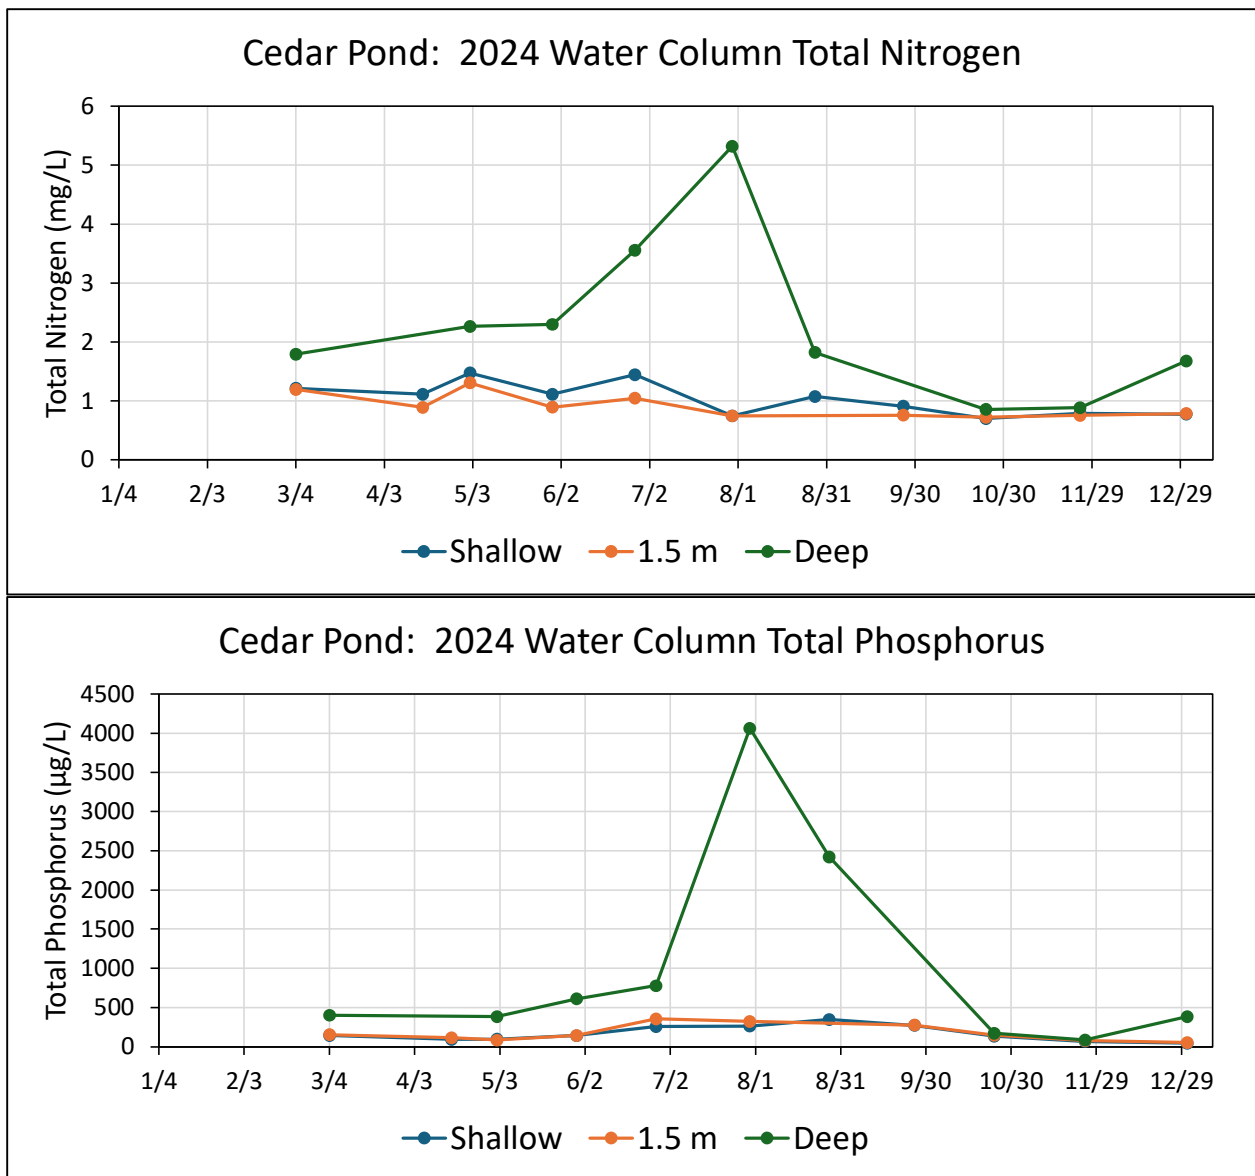 Cedar Pond:  2024 Water Column Total Nitrogen
Total Nitrogen (mg/L)
6
5
4
3
2
1
0
1/4 2/3 3/4 4/3 5/3 6/2 7/2 8/1 8/31 9/30 10/30 11/29 12/29
Shallow 1.5 m Deep
Cedar Pond:  2024 Water Column Total Phosphorus
Total Phosphorus (µg/L)
4500
4000
3500
3000
2500
2000
1500
1000
500
0
1/4 2/3 3/4 4/3 5/3 6/2 7/2 8/1 8/31 9/30 10/30 11/29 12/29
Shallow 1.5 m Deep